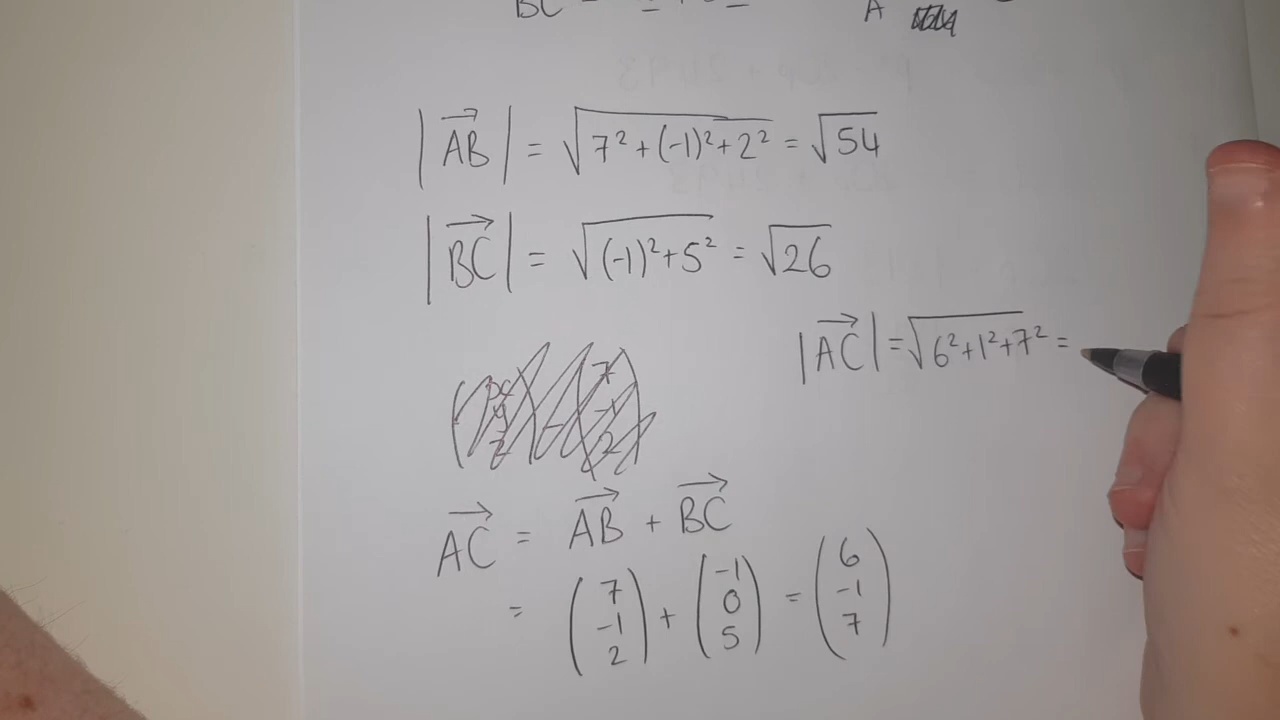 BC =
A
|AB| = √7² + (-1)² + 2² = √54
|BC| = √(-1)² + 5² = √26
|AC| = √6² + 1² + 7² =
AC = AB + BC
= (7 -1 2) + (-1 0 5) = (6 -1 7)